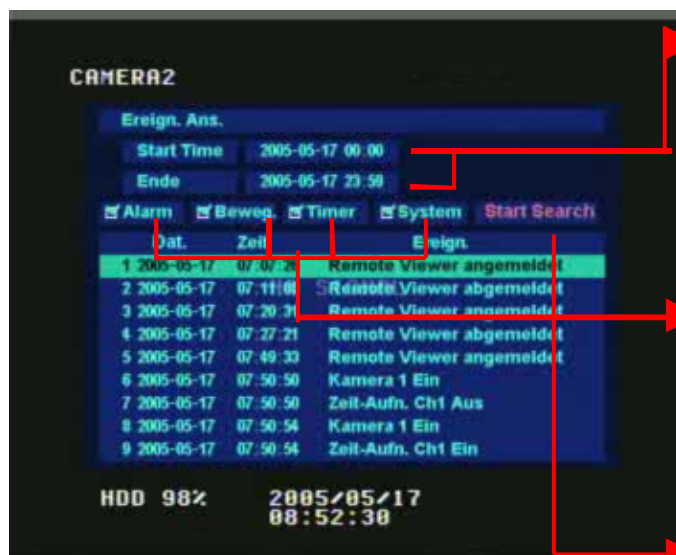 CAMERA2
Ereign. Ans.
Start Time 2005-05-17 00:00
Ende 2005-05-17 23:59
Alarm Beweg. Timer System Start Search
Dat. Zeit Ereign.
1 2005-05-17 07:07:26 Remote Viewer angemeldet
2 2005-05-17 07:11:08 Remote Viewer abgemeldet
3 2005-05-17 07:20:31 Remote Viewer angemeldet
4 2005-05-17 07:27:21 Remote Viewer abgemeldet
5 2005-05-17 07:49:33 Remote Viewer angemeldet
6 2005-05-17 07:50:50 Kamera 1 Ein
7 2005-05-17 07:50:50 Zeit-Aufn. Ch1 Aus
8 2005-05-17 07:50:54 Kamera 1 Ein
9 2005-05-17 07:50:54 Zeit-Aufn. Ch1 Ein
HDD 98% 2005/05/17
08:52:30